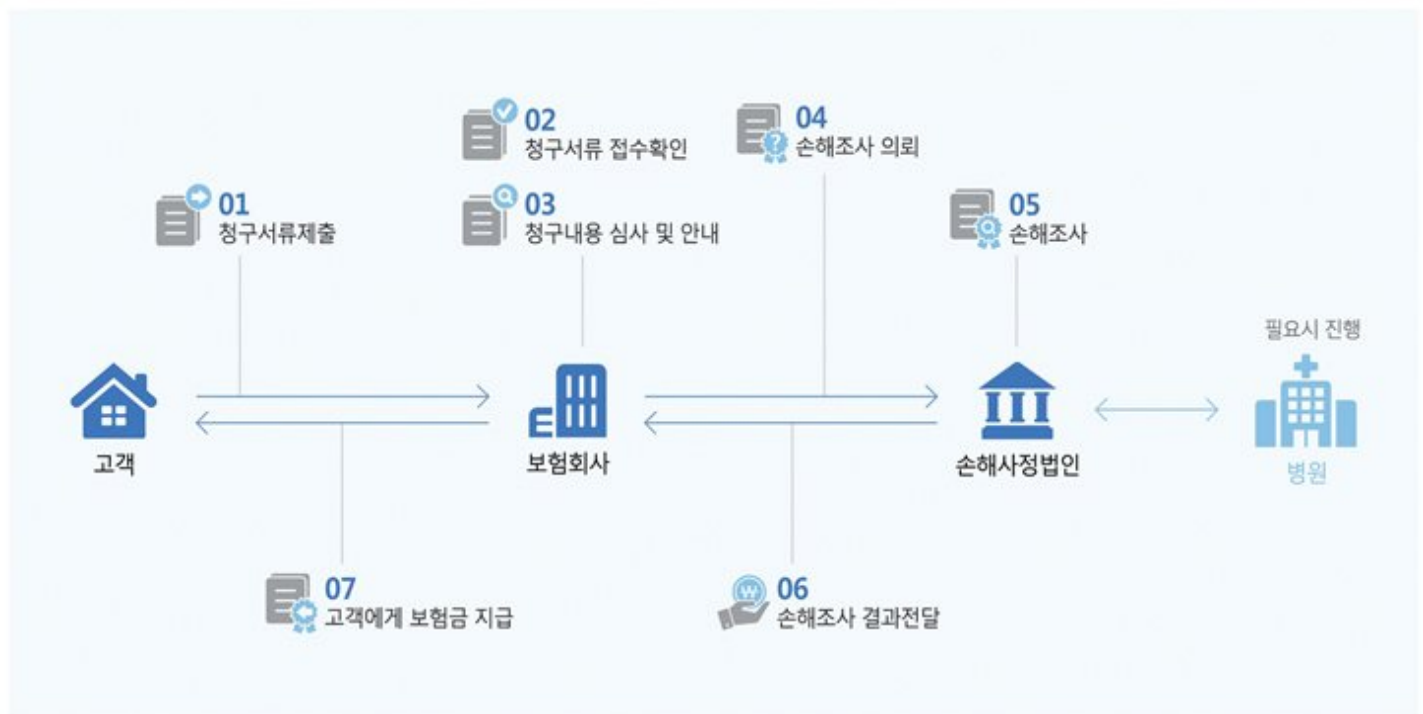 01
청구서류제출
02
청구서류 접수확인
03
청구내용 심사 및 안내
04
손해조사 의뢰
05
손해조사
필요시 진행
고객
보험회사
손해사정법인
병원
07
고객에게 보험금 지급
06
손해조사 결과전달